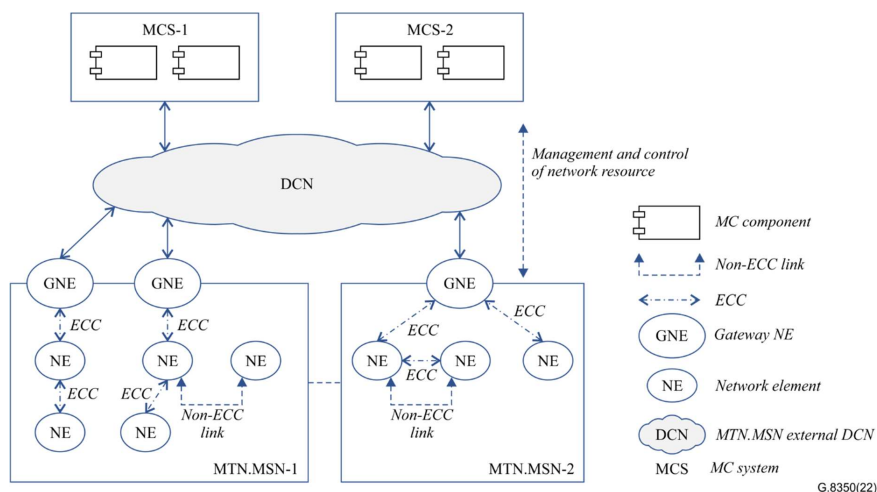 MCS-1
MCS-2
DCN
Management and control
of network resource
MC component
Non-ECC
link
ECC
GNE
Gateway NE
NE
Network element
DCN
MTN.MSN external DCN
MCS
MC system
GNE
GNE
GNE
ECC
ECC
ECC
ECC
NE
NE
NE
NE
NE
NE
ECC
ECC
ECC
NE
NE
Non-ECC
link
Non-ECC
link
MTN.MSN-1
MTN.MSN-2
G.8350(22)